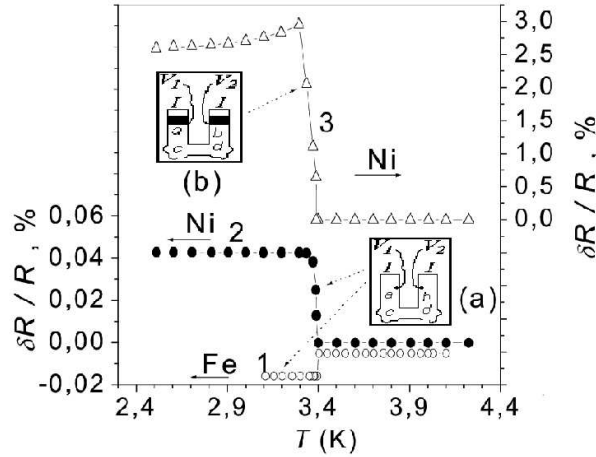 3,0
2,5
2,0
1,5
1,0
0,5
0,0
δR / R , %
V₁ V₂
I I
a b
c d
(b)
3
Ni
0,06
0,04
0,02
0,00
-0,02
δR / R , %
Ni 2
V₁ V₂
I I
a b
c d
(a)
Fe 1
2,4 2,9 3,4 3,9 4,4
T (K)